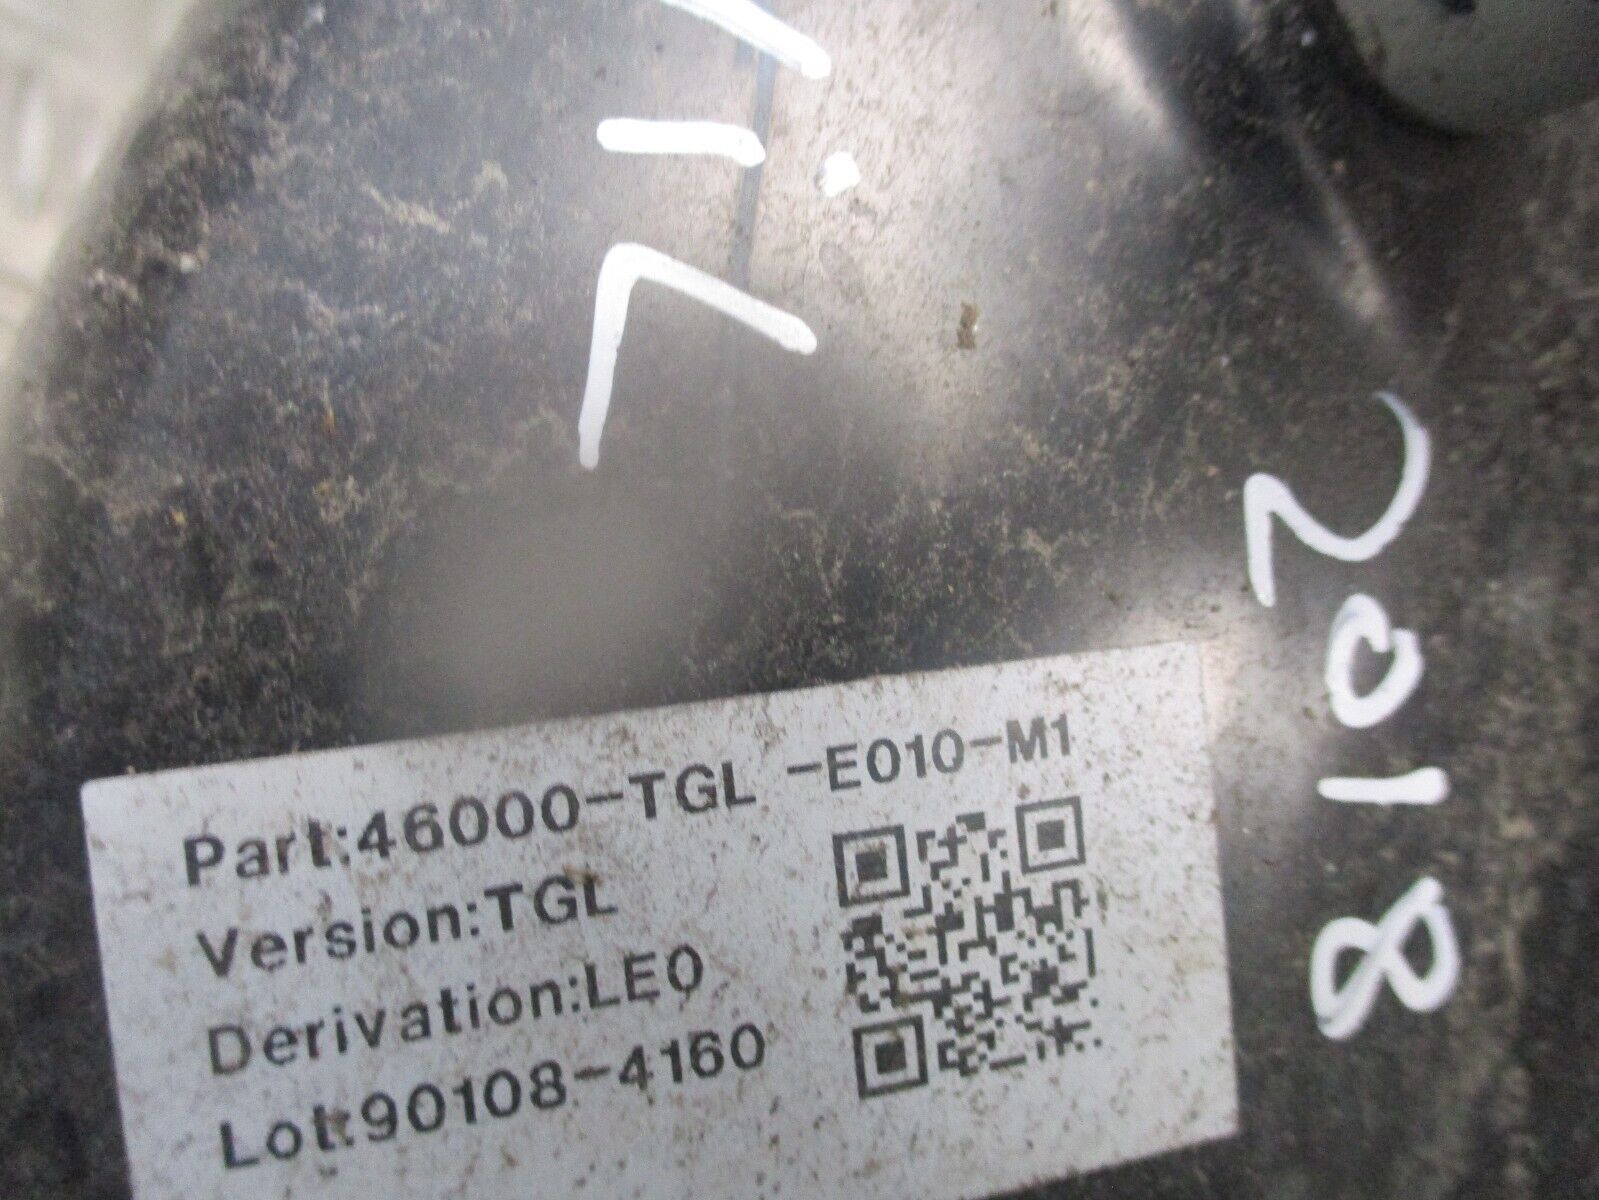 2018
Part:46000-TGL -E010-M1
Version:TGL
Derivation:LE0
Lot:90108-4160